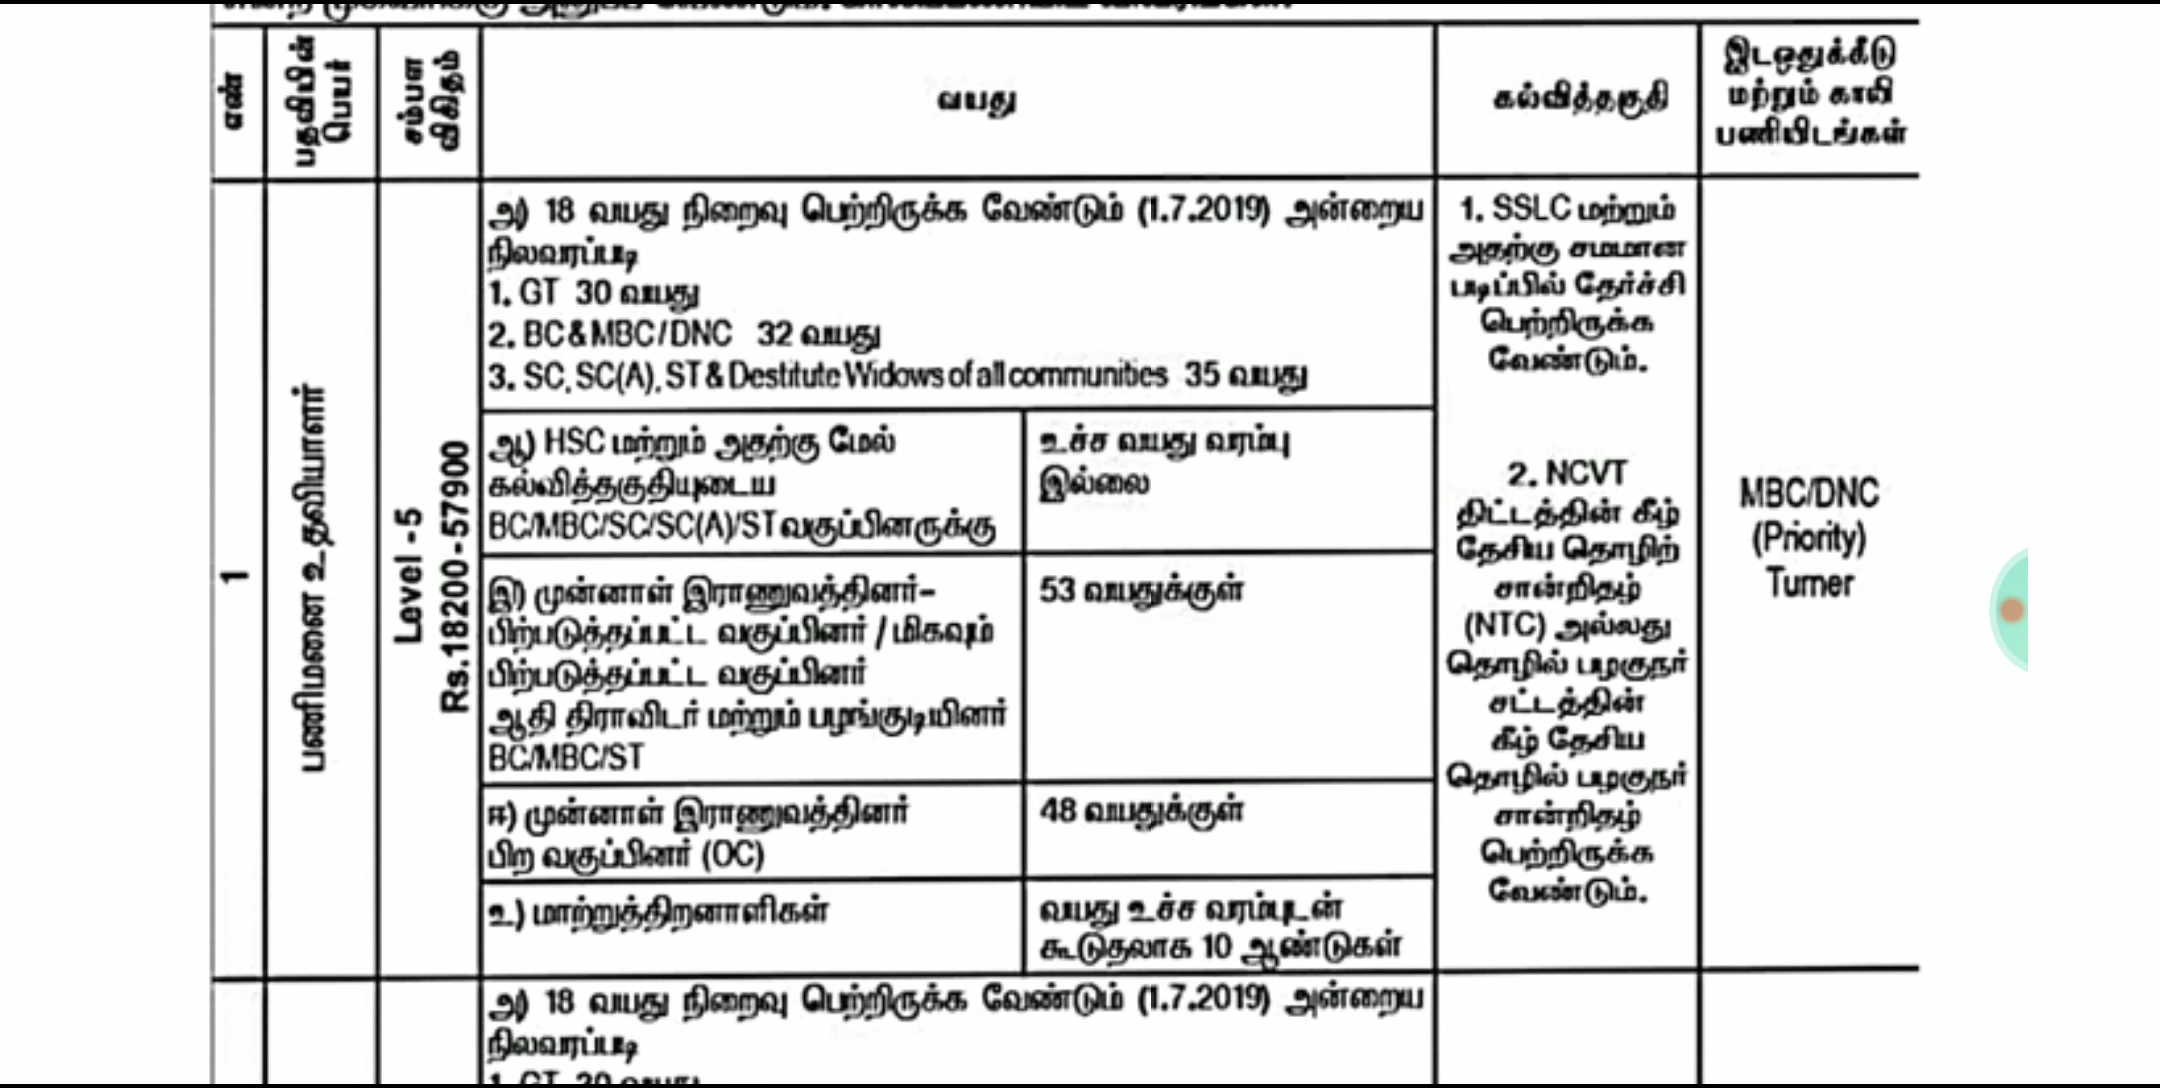 எண்
பதவியின்
பெயர்
சம்பள
விகிதம்
வயது
கல்வித்தகுதி
இடஒதுக்கீடு
மற்றும் காலி
பணியிடங்கள்
1
பணிமனை உதவியாளர்
Level -5
Rs.18200-57900
அ) 18 வயது நிறைவு பெற்றிருக்க வேண்டும் (1.7.2019) அன்றைய
நிலவரப்படி
1. GT 30 வயது
2. BC&MBC/DNC 32 வயது
3. SC, SC(A), ST & Destitute Widows of all communities 35 வயது
ஆ) HSC மற்றும் அதற்கு மேல்
கல்வித்தகுதியுடைய
BC/MBC/SC/SC(A)/ST வகுப்பினருக்கு
உச்ச வயது வரம்பு
இல்லை
இ) முன்னாள் இராணுவத்தினர்-
பிற்படுத்தப்பட்ட வகுப்பினர் / மிகவும்
பிற்படுத்தப்பட்ட வகுப்பினர்
ஆதி திராவிடர் மற்றும் பழங்குடியினர்
BC/MBC/ST
53 வயதுக்குள்
ஈ) முன்னாள் இராணுவத்தினர்
பிற வகுப்பினர் (OC)
48 வயதுக்குள்
உ) மாற்றுத்திறனாளிகள்
வயது உச்ச வரம்புடன்
கூடுதலாக 10 ஆண்டுகள்
1. SSLC மற்றும்
அதற்கு சமமான
படிப்பில் தேர்ச்சி
பெற்றிருக்க
வேண்டும்.
2. NCVT
திட்டத்தின் கீழ்
தேசிய தொழிற்
சான்றிதழ்
(NTC) அல்லது
தொழில் பழகுநர்
சட்டத்தின்
கீழ் தேசிய
தொழில் பழகுநர்
சான்றிதழ்
பெற்றிருக்க
வேண்டும்.
MBC/DNC
(Priority)
Turner
அ) 18 வயது நிறைவு பெற்றிருக்க வேண்டும் (1.7.2019) அன்றைய
நிலவரப்படி